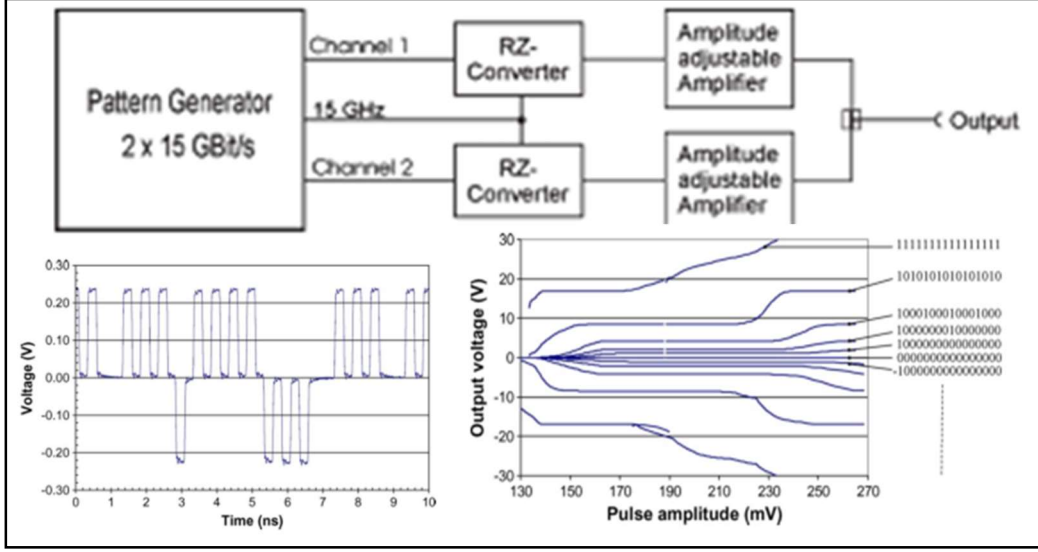 Channel 1
RZ-
Converter
Amplitude
adjustable
Amplifier
Pattern Generator
2 x 15 GBit/s
15 GHz
Output
Channel 2
RZ-
Converter
Amplitude
adjustable
Amplifier
0.30
0.20
0.10
0.00
-0.10
-0.20
-0.30
Voltage (V)
0 1 2 3 4 5 6 7 8 9 10
Time (ns)
30
20
10
0
-10
-20
-30
Output voltage (V)
130 150 170 190 210 230 250 270
Pulse amplitude (mV)
1111111111111111
1010101010101010
1000100010001000
1000000010000000
1000000000000000
0000000000000000
-1000000000000000